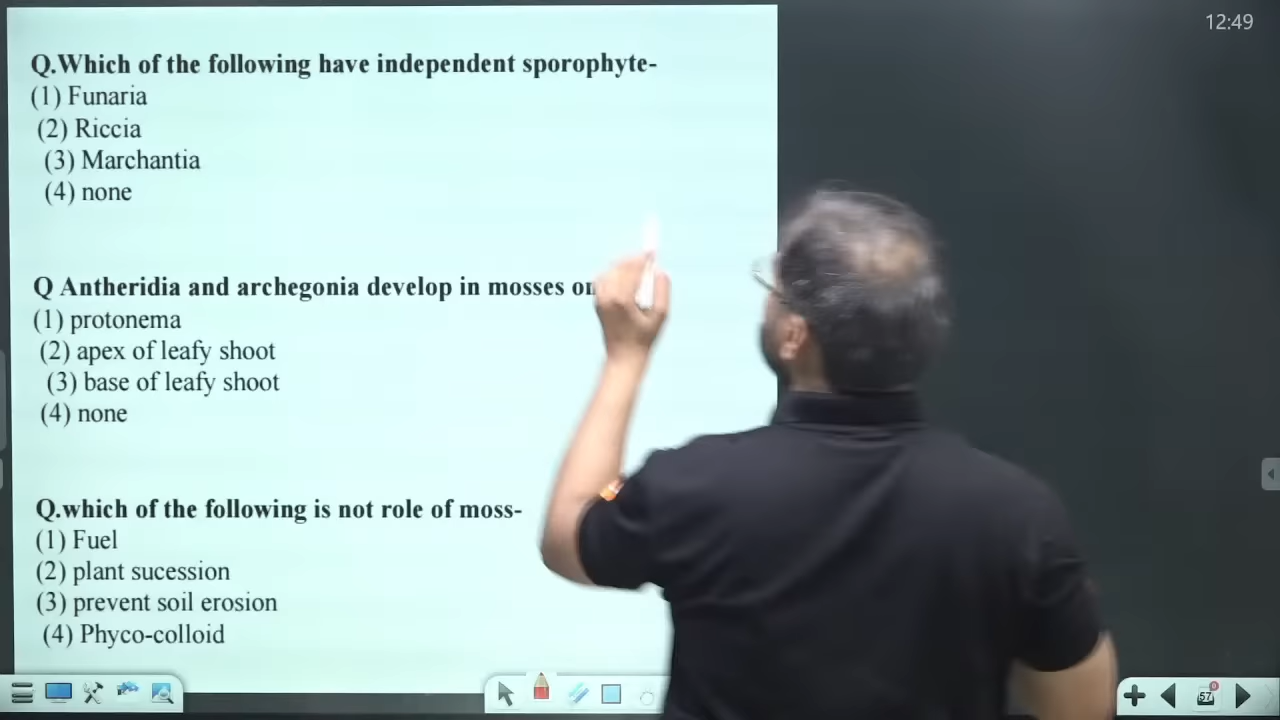 12:49
Q.Which of the following have independent sporophyte-
(1) Funaria
(2) Riccia
(3) Marchantia
(4) none
Q Antheridia and archegonia develop in mosses on
(1) protonema
(2) apex of leafy shoot
(3) base of leafy shoot
(4) none
Q.which of the following is not role of moss-
(1) Fuel
(2) plant sucession
(3) prevent soil erosion
(4) Phyco-colloid
57